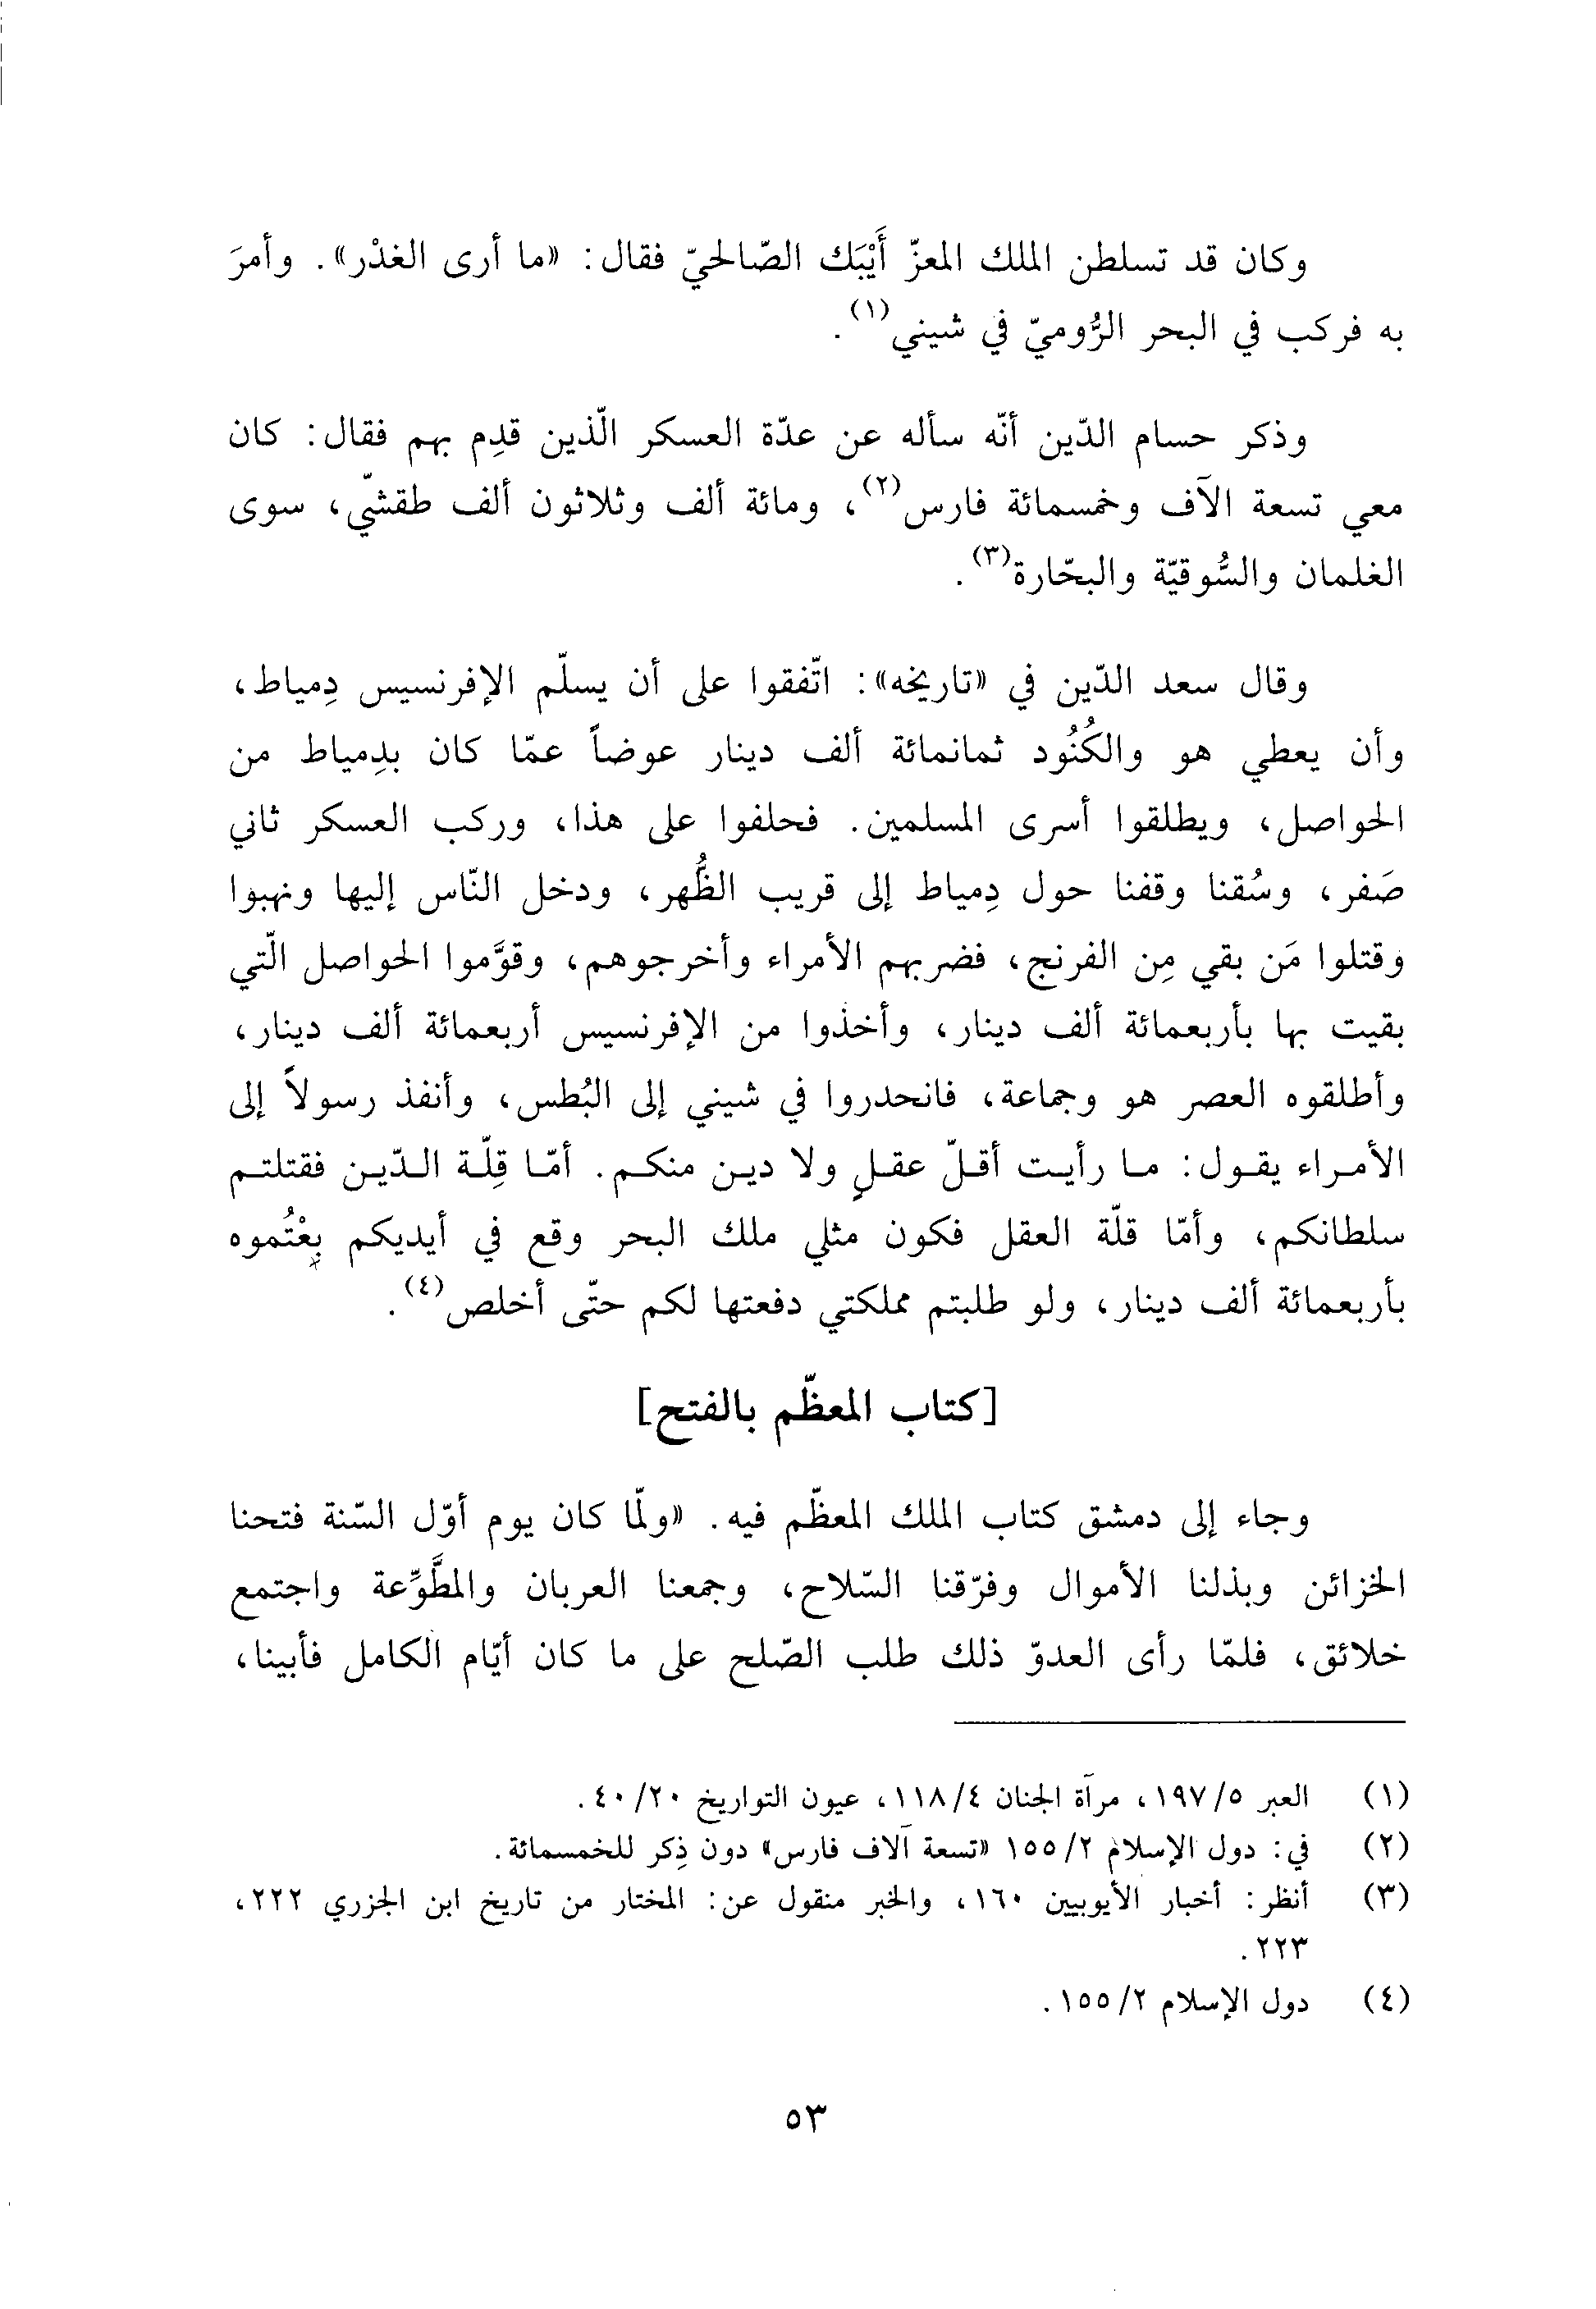 وكان قد تسلطن الملك المعزّ أَيْبَك الصّالحيّ فقال: «ما أرى الغدْر». وأمرَ
به فركب في البحر الرُّوميّ في شيني(١).
وذكر حسام الدّين أنّه سأله عن عدّة العسكر الّذين قدِم بهم فقال: كان
معي تسعة الآف وخمسمائة فارس(٢)، ومائة ألف وثلاثون ألف طقشيّ، سوى
الغلمان والسُّوقيّة والبحّارة(٣).
وقال سعد الدّين في «تاريخه»: اتّفقوا على أن يسلّم الإفرنسيس دِمياط،
وأن يعطي هو والكُنُود ثمانمائة ألف دينار عوضاً عمّا كان بدِمياط من
الحواصل، ويطلقوا أسرى المسلمين. فحلفوا على هذا، وركب العسكر ثاني
صَفر، وسُقنا وقفنا حول دِمياط إلى قريب الظُّهر، ودخل النّاس إليها ونهبوا
وقتلوا مَن بقي مِن الفرنج، فضربهم الأمراء وأخرجوهم، وقوَّموا الحواصل الّتي
بقيت بها بأربعمائة ألف دينار، وأخذوا من الإفرنسيس أربعمائة ألف دينار،
وأطلقوه العصر هو وجماعة، فانحدروا في شيني إلى البُطس، وأنفذ رسولاً إلى
الأمراء يقول: ما رأيت أقلّ عقلٍ ولا دين منكم. أمّا قِلّة الدّين فقتلتم
سلطانكم، وأمّا قلّة العقل فكون مثلي ملك البحر وقع في أيديكم بِعْتُموه
بأربعمائة ألف دينار، ولو طلبتم مملكتي دفعتها لكم حتّى أخلص(٤).
[كتاب المعظّم بالفتح]
وجاء إلى دمشق كتاب الملك المعظّم فيه. «ولمّا كان يوم أوّل السّنة فتحنا
الخزائن وبذلنا الأموال وفرّقنا السّلاح، وجمعنا العربان والمطَّوِّعة واجتمع
خلائق، فلمّا رأى العدوّ ذلك طلب الصّلح على ما كان أيّام الكامل فأبينا،
(١) العبر ١٩٧/٥، مرآة الجنان ١١٨/٤، عيون التواريخ ٤٠/٢٠.
(٢) في: دول الإسلام ١٥٥/٢ «تسعة آلاف فارس» دون ذِكر للخمسمائة.
(٣) أنظر: أخبار الأيوبيين ١٦٠، والخبر منقول عن: المختار من تاريخ ابن الجزري ٢٢٢،
٢٢٣.
(٤) دول الإسلام ١٥٥/٢.
٥٣